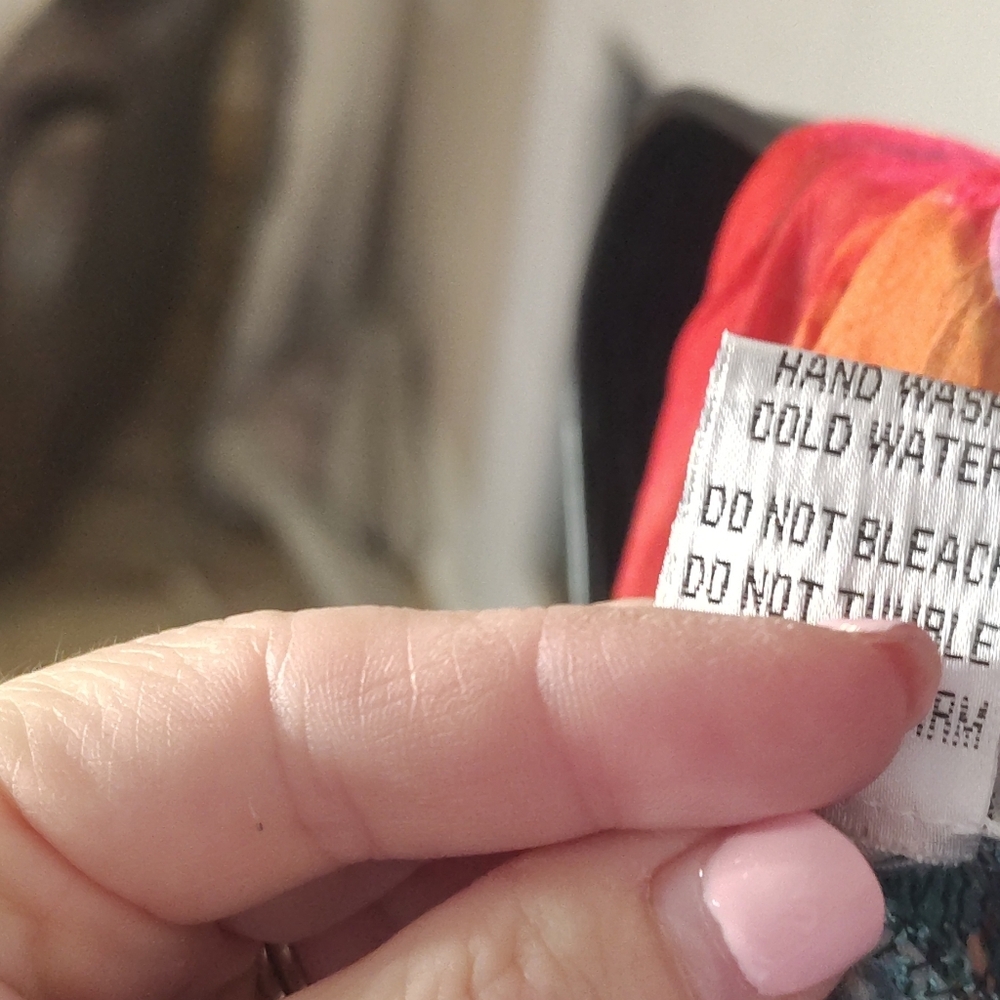 HAND WASH
COLD WATER
DO NOT BLEACH
DO NOT TUMBLE